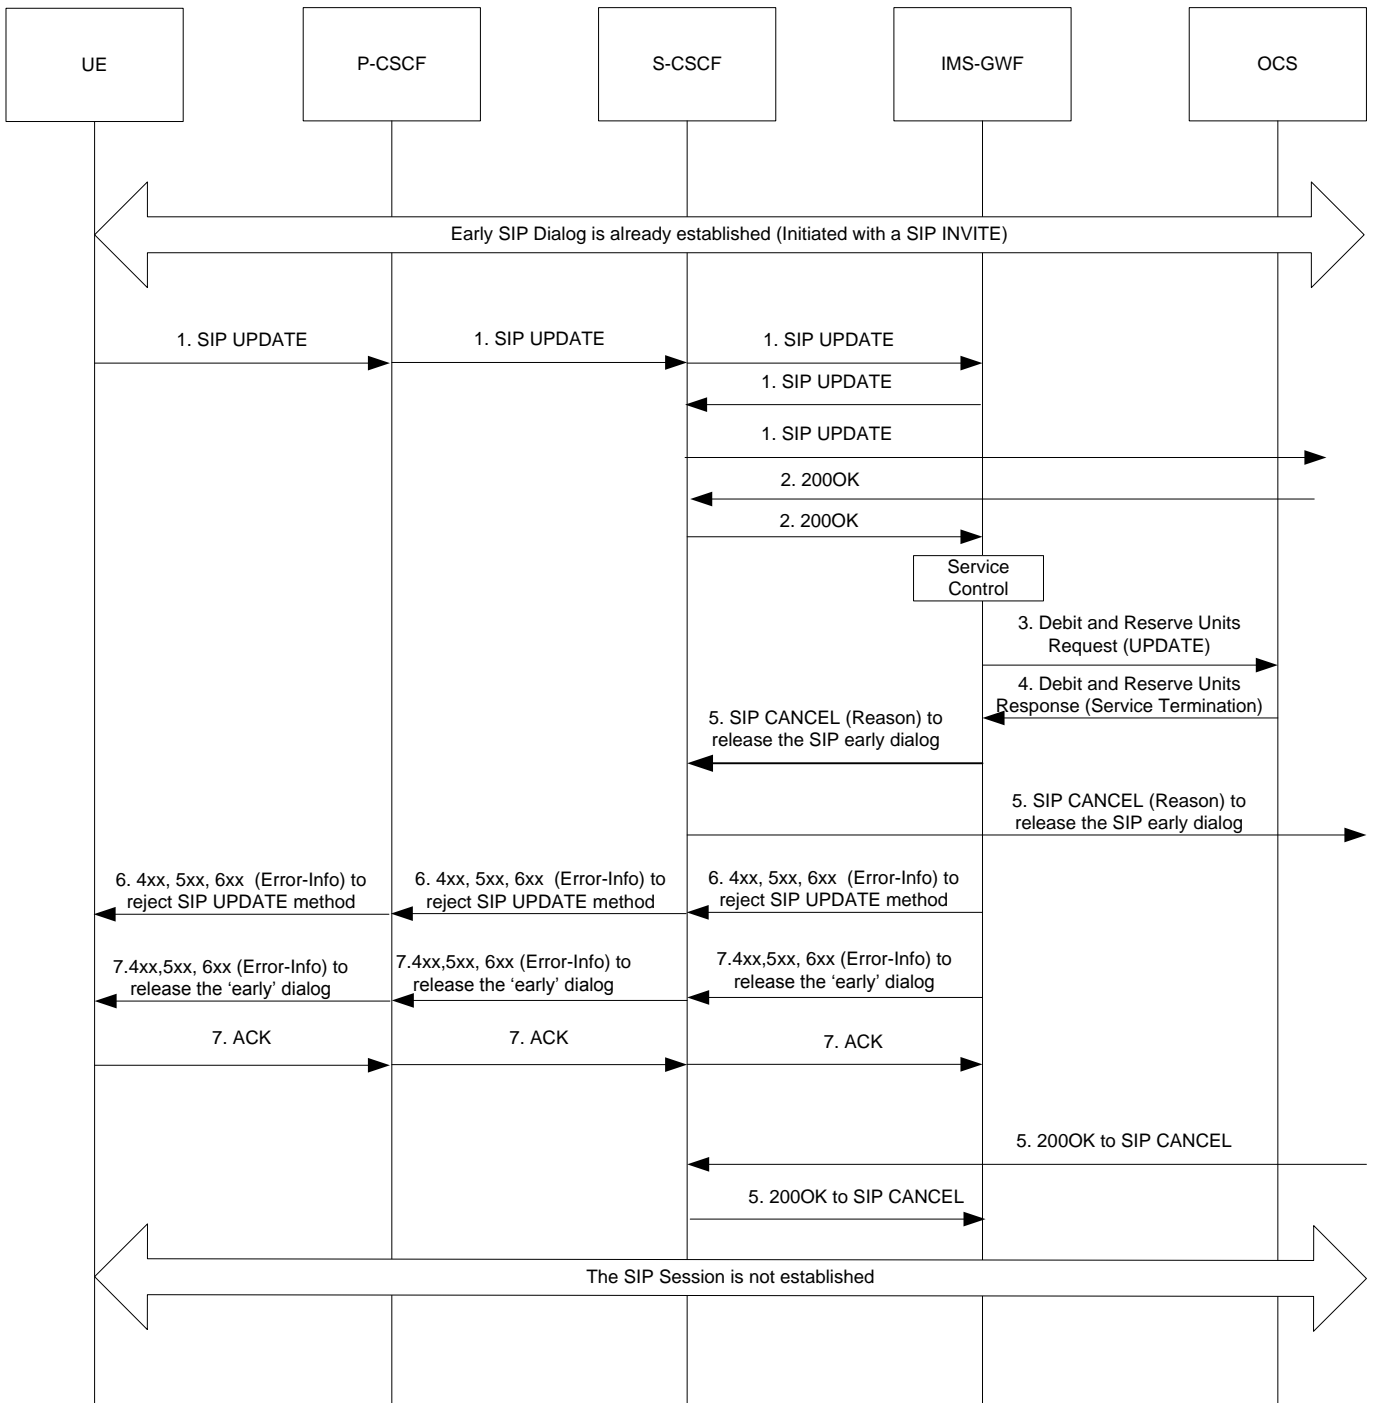 UE
P-CSCF
S-CSCF
IMS-GWF
OCS
Early SIP Dialog is already established (Initiated with a SIP INVITE)
1. SIP UPDATE
1. SIP UPDATE
1. SIP UPDATE
1. SIP UPDATE
1. SIP UPDATE
2. 200OK
2. 200OK
Service
Control
3. Debit and Reserve Units
Request (UPDATE)
4. Debit and Reserve Units
Response (Service Termination)
5. SIP CANCEL (Reason) to
release the SIP early dialog
5. SIP CANCEL (Reason) to
release the SIP early dialog
6. 4xx, 5xx, 6xx  (Error-Info) to
reject SIP UPDATE method
6. 4xx, 5xx, 6xx  (Error-Info) to
reject SIP UPDATE method
6. 4xx, 5xx, 6xx  (Error-Info) to
reject SIP UPDATE method
7.4xx,5xx, 6xx (Error-Info) to
release the ‘early’ dialog
7.4xx,5xx, 6xx (Error-Info) to
release the ‘early’ dialog
7.4xx,5xx, 6xx (Error-Info) to
release the ‘early’ dialog
7. ACK
7. ACK
7. ACK
5. 200OK to SIP CANCEL
5. 200OK to SIP CANCEL
The SIP Session is not established